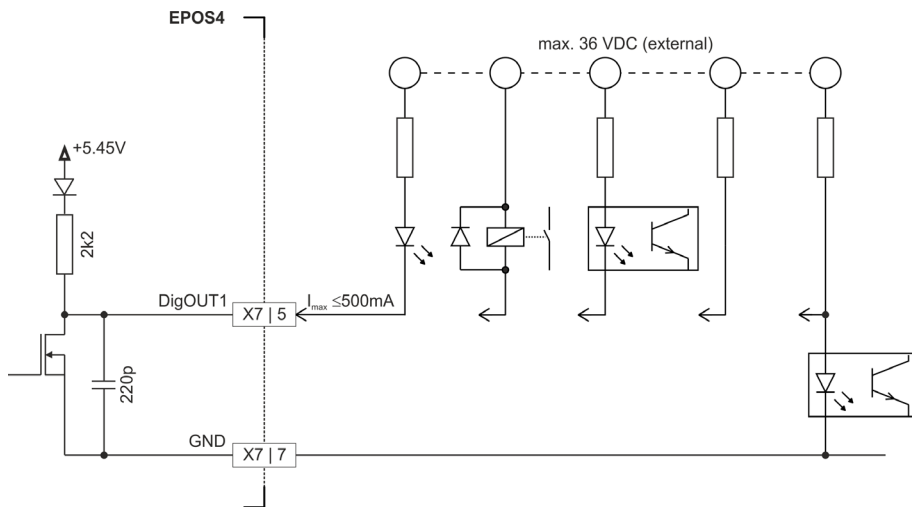 EPOS4
max. 36 VDC (external)
+5.45V
2k2
DigOUT1
X7 | 5
Imax ≤500mA
220p
GND
X7 | 7